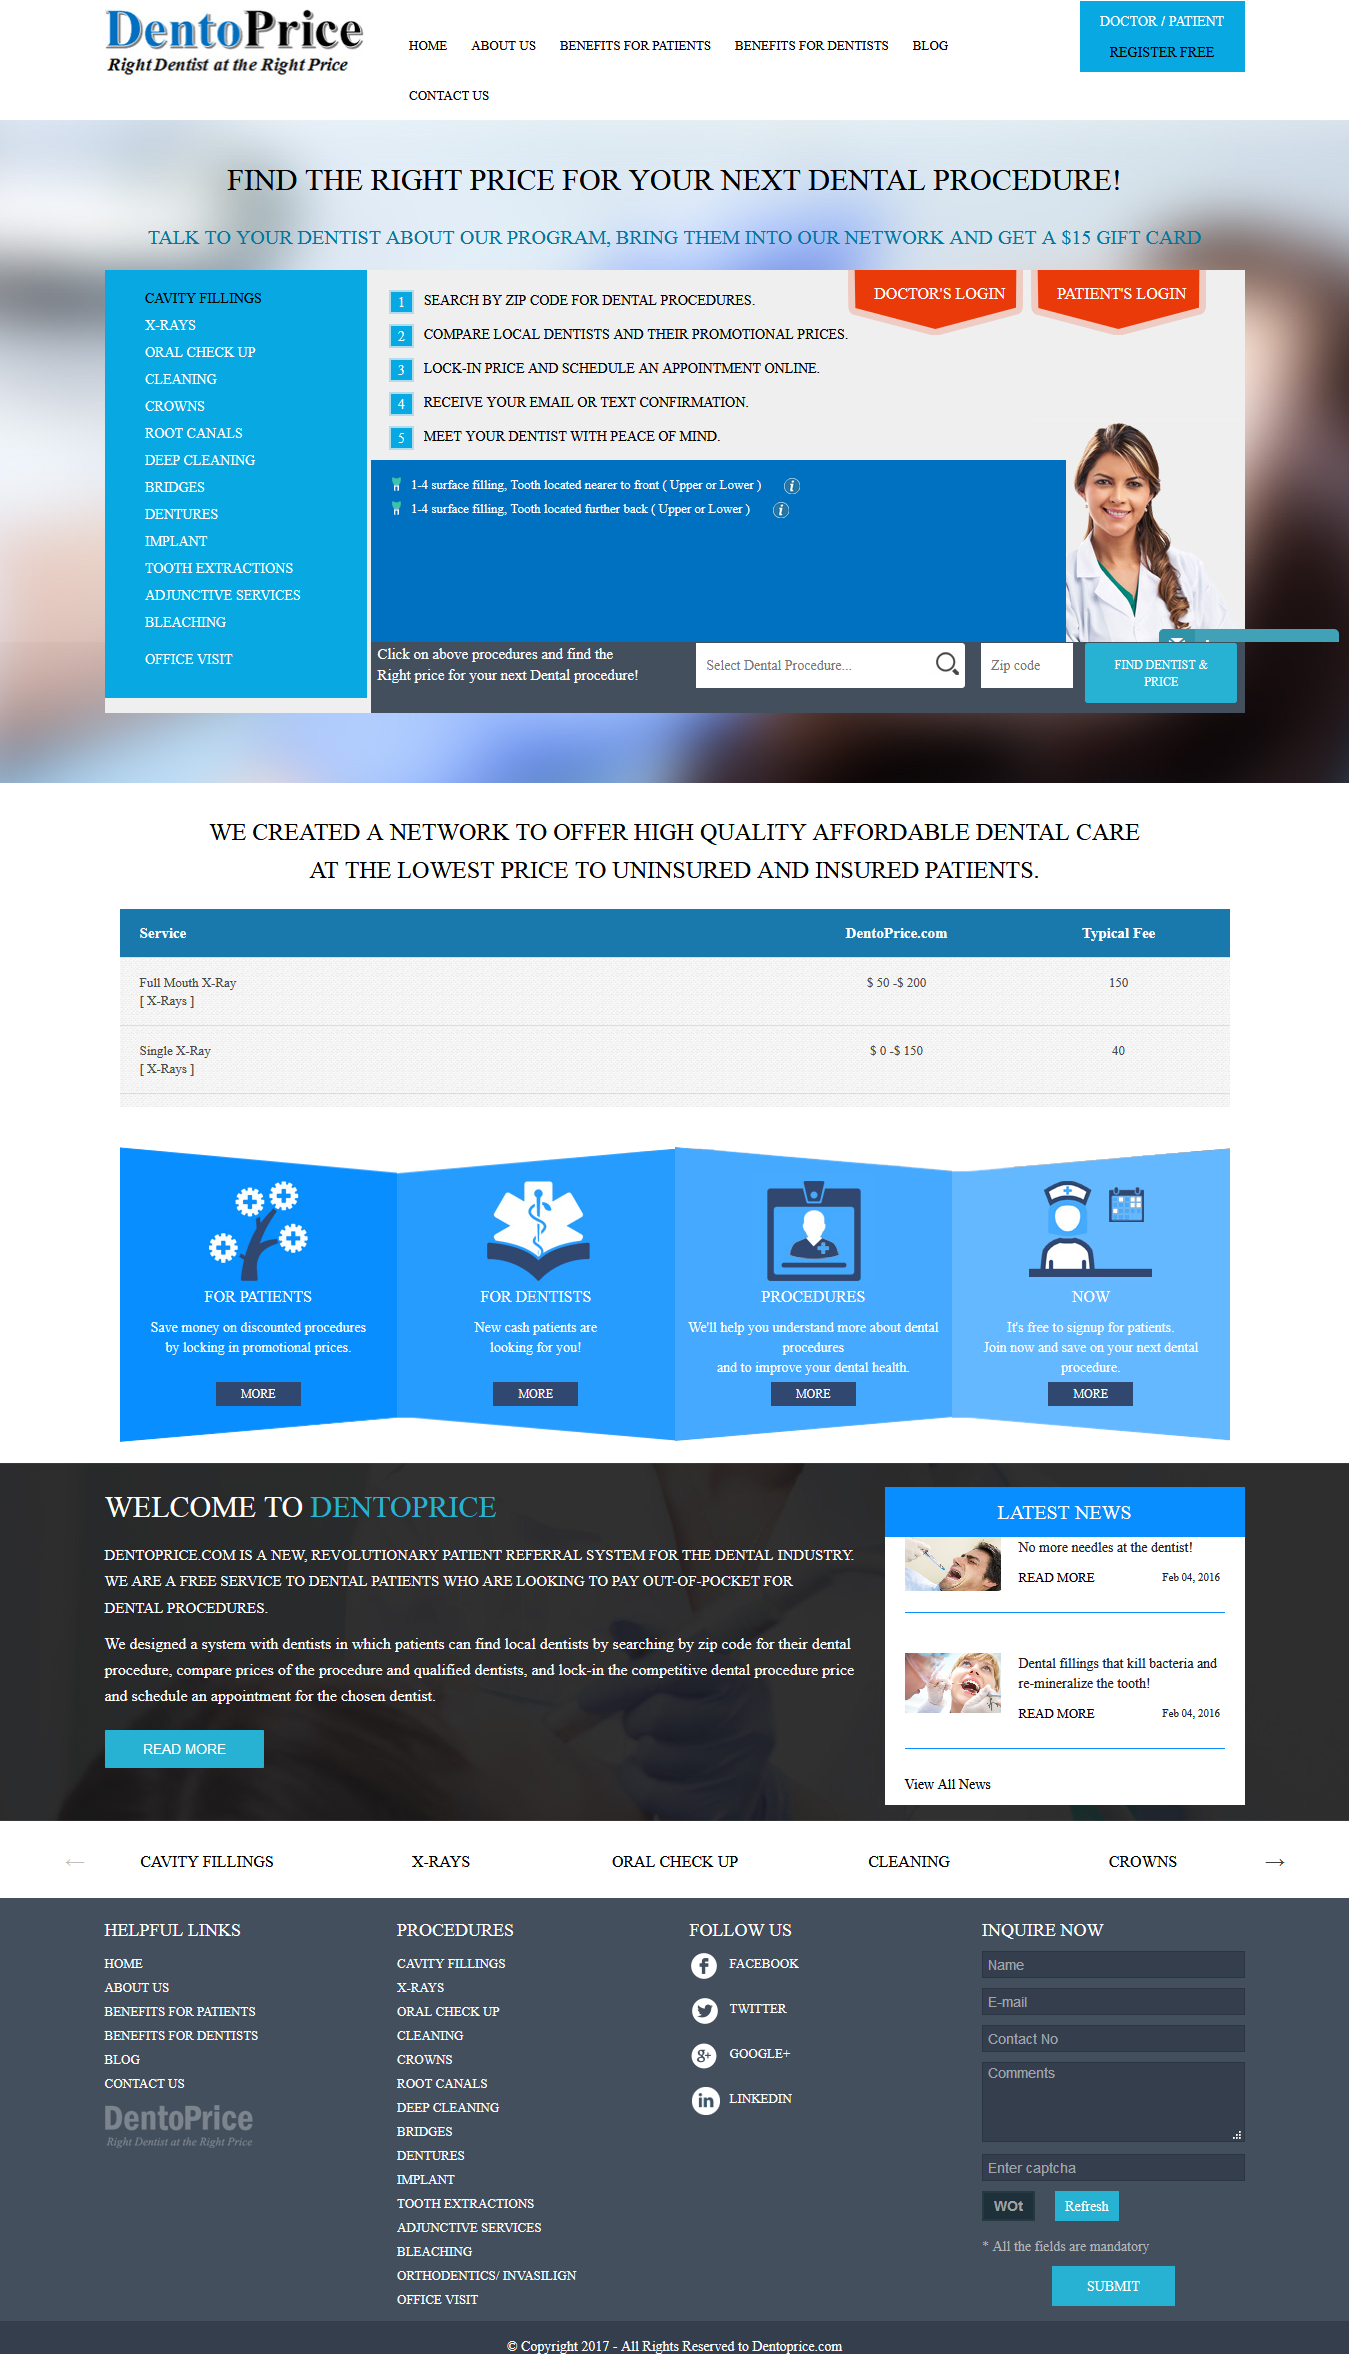 DentoPrice
Right Dentist at the Right Price
HOME ABOUT US BENEFITS FOR PATIENTS BENEFITS FOR DENTISTS BLOG
CONTACT US
DOCTOR / PATIENT
REGISTER FREE
FIND THE RIGHT PRICE FOR YOUR NEXT DENTAL PROCEDURE!
TALK TO YOUR DENTIST ABOUT OUR PROGRAM, BRING THEM INTO OUR NETWORK AND GET A $15 GIFT CARD
CAVITY FILLINGS
X-RAYS
ORAL CHECK UP
CLEANING
CROWNS
ROOT CANALS
DEEP CLEANING
BRIDGES
DENTURES
IMPLANT
TOOTH EXTRACTIONS
ADJUNCTIVE SERVICES
BLEACHING
OFFICE VISIT
1 SEARCH BY ZIP CODE FOR DENTAL PROCEDURES.
2 COMPARE LOCAL DENTISTS AND THEIR PROMOTIONAL PRICES.
3 LOCK-IN PRICE AND SCHEDULE AN APPOINTMENT ONLINE.
4 RECEIVE YOUR EMAIL OR TEXT CONFIRMATION.
5 MEET YOUR DENTIST WITH PEACE OF MIND.
DOCTOR'S LOGIN
PATIENT'S LOGIN
1-4 surface filling, Tooth located nearer to front ( Upper or Lower ) i
1-4 surface filling, Tooth located further back ( Upper or Lower ) i
Click on above procedures and find the
Right price for your next Dental procedure!
Select Dental Procedure...
Zip code
FIND DENTIST &
PRICE
WE CREATED A NETWORK TO OFFER HIGH QUALITY AFFORDABLE DENTAL CARE
AT THE LOWEST PRICE TO UNINSURED AND INSURED PATIENTS.
Service DentoPrice.com Typical Fee
Full Mouth X-Ray $ 50 -$ 200 150
[ X-Rays ]
Single X-Ray $ 0 -$ 150 40
[ X-Rays ]
FOR PATIENTS
Save money on discounted procedures
by locking in promotional prices.
MORE
FOR DENTISTS
New cash patients are
looking for you!
MORE
PROCEDURES
We'll help you understand more about dental
procedures
and to improve your dental health.
MORE
NOW
It's free to signup for patients.
Join now and save on your next dental
procedure.
MORE
WELCOME TO DENTOPRICE
DENTOPRICE.COM IS A NEW, REVOLUTIONARY PATIENT REFERRAL SYSTEM FOR THE DENTAL INDUSTRY.
WE ARE A FREE SERVICE TO DENTAL PATIENTS WHO ARE LOOKING TO PAY OUT-OF-POCKET FOR
DENTAL PROCEDURES.
We designed a system with dentists in which patients can find local dentists by searching by zip code for their dental
procedure, compare prices of the procedure and qualified dentists, and lock-in the competitive dental procedure price
and schedule an appointment for the chosen dentist.
READ MORE
LATEST NEWS
No more needles at the dentist!
READ MORE Feb 04, 2016
Dental fillings that kill bacteria and
re-mineralize the tooth!
READ MORE Feb 04, 2016
View All News
← CAVITY FILLINGS X-RAYS ORAL CHECK UP CLEANING CROWNS →
HELPFUL LINKS
HOME
ABOUT US
BENEFITS FOR PATIENTS
BENEFITS FOR DENTISTS
BLOG
CONTACT US
DentoPrice
Right Dentist at the Right Price
PROCEDURES
CAVITY FILLINGS
X-RAYS
ORAL CHECK UP
CLEANING
CROWNS
ROOT CANALS
DEEP CLEANING
BRIDGES
DENTURES
IMPLANT
TOOTH EXTRACTIONS
ADJUNCTIVE SERVICES
BLEACHING
ORTHODENTICS/ INVASILIGN
OFFICE VISIT
FOLLOW US
FACEBOOK
TWITTER
GOOGLE+
LINKEDIN
INQUIRE NOW
Name
E-mail
Contact No
Comments
Enter captcha
WOt Refresh
* All the fields are mandatory
SUBMIT
© Copyright 2017 - All Rights Reserved to Dentoprice.com